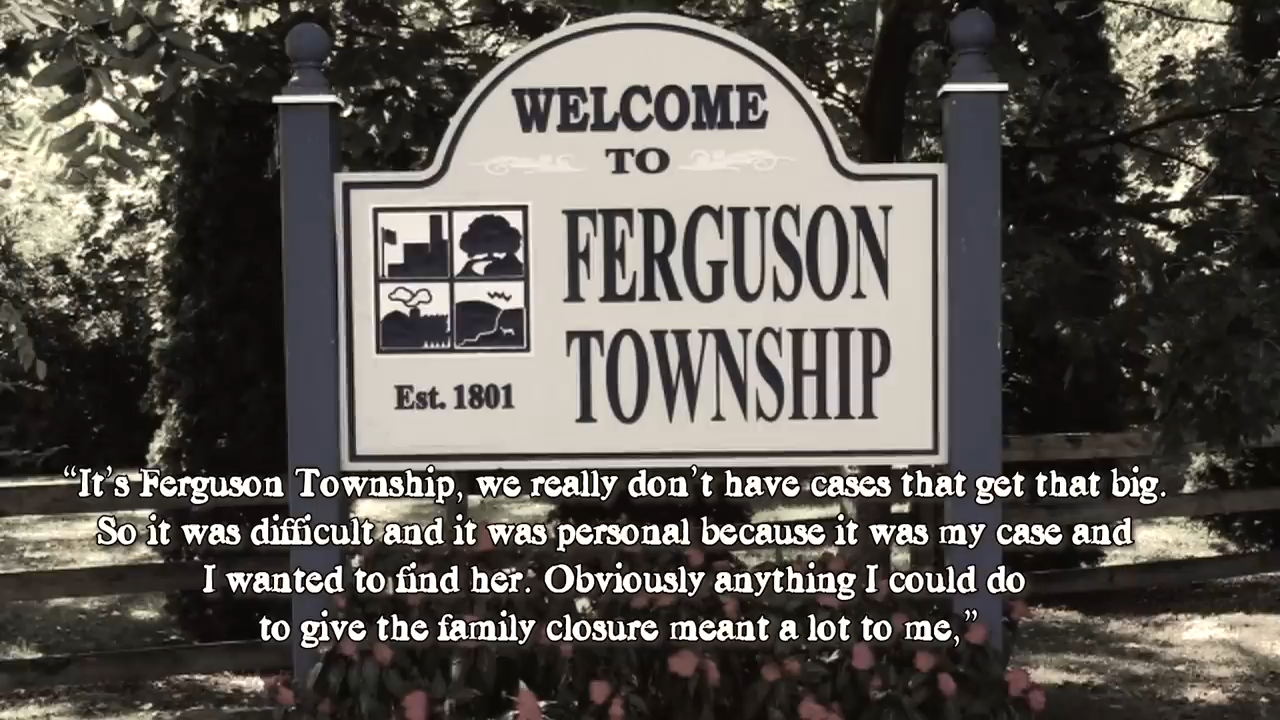 WELCOME
TO
FERGUSON
TOWNSHIP
Est. 1801
“It’s Ferguson Township, we really don’t have cases that get that big.
So it was difficult and it was personal because it was my case and
I wanted to find her. Obviously anything I could do
to give the family closure meant a lot to me,”